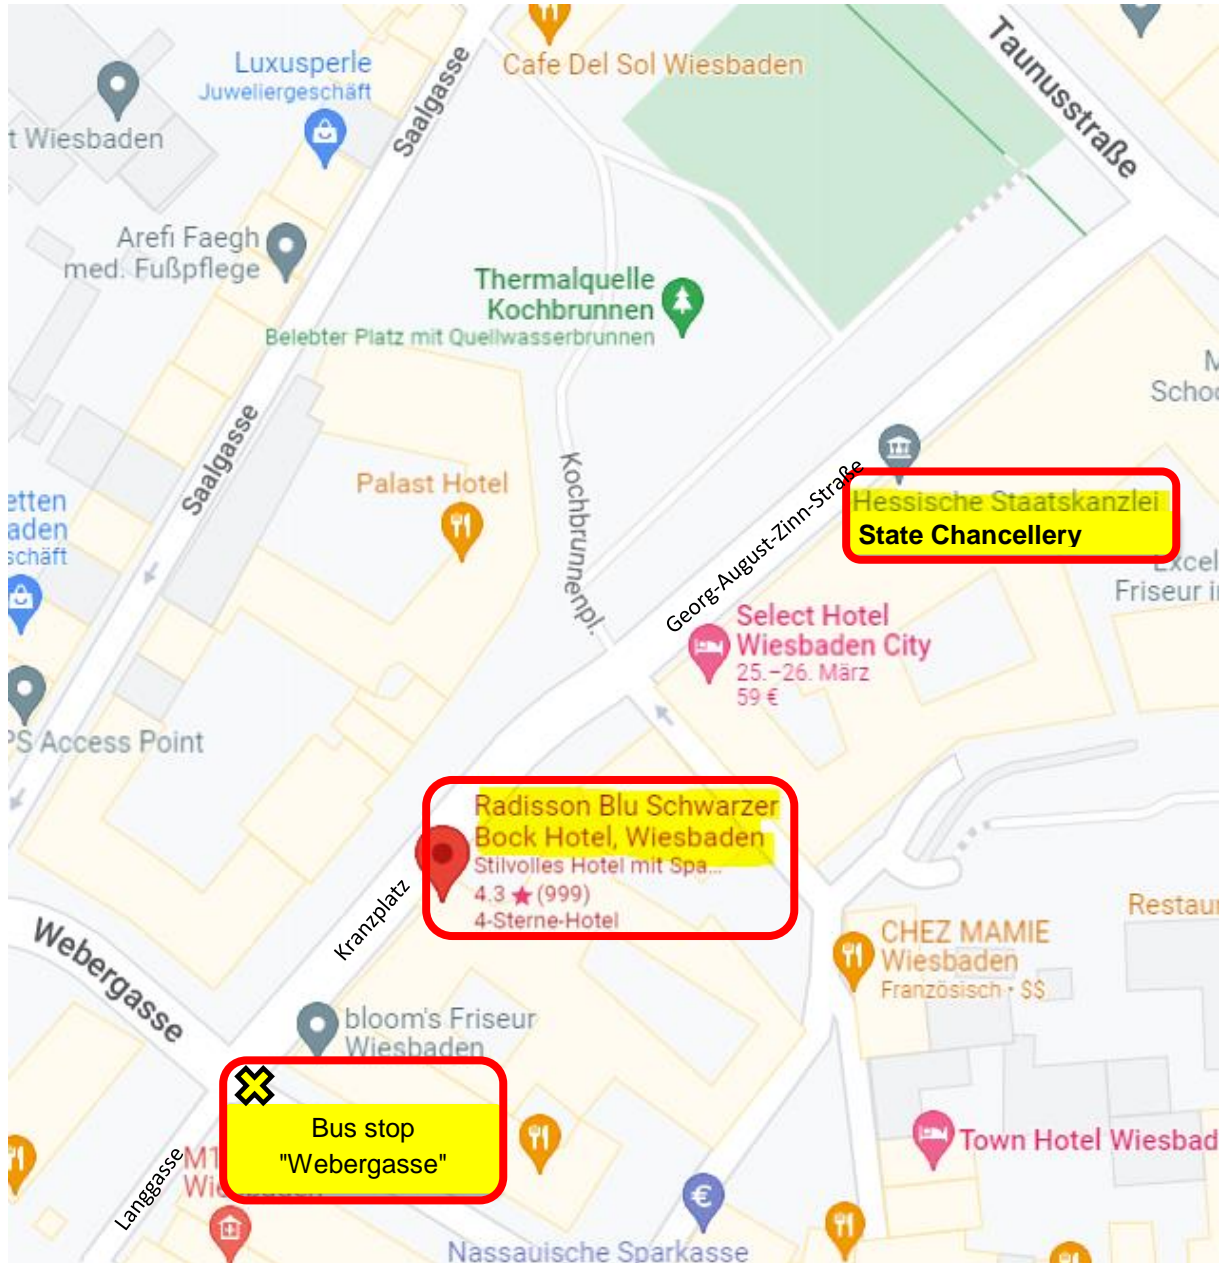 Luxusperle
Juweliergeschäft
Saalgasse
Cafe Del Sol Wiesbaden
Taunusstraße
t Wiesbaden
Arefi Faegh
med. Fußpflege
Thermalquelle
Kochbrunnen
Belebter Platz mit Quellwasserbrunnen
M
Schoo
Saalgasse
Palast Hotel
Kochbrunnenpl.
Georg-August-Zinn-Straße
Hessische Staatskanzlei
State Chancellery
etten
aden
schäft
Excel
Friseur i
Select Hotel
Wiesbaden City
25.–26. März
59 €
PS Access Point
Radisson Blu Schwarzer
Bock Hotel, Wiesbaden
Stilvolles Hotel mit Spa...
4.3 ★ (999)
4-Sterne-Hotel
Kranzplatz
Webergasse
Restaur
CHEZ MAMIE
Wiesbaden
Französisch · $$
bloom's Friseur
Wiesbaden
Bus stop
"Webergasse"
Langgasse
M1
Wi
Town Hotel Wiesbad
€
Nassauische Sparkasse